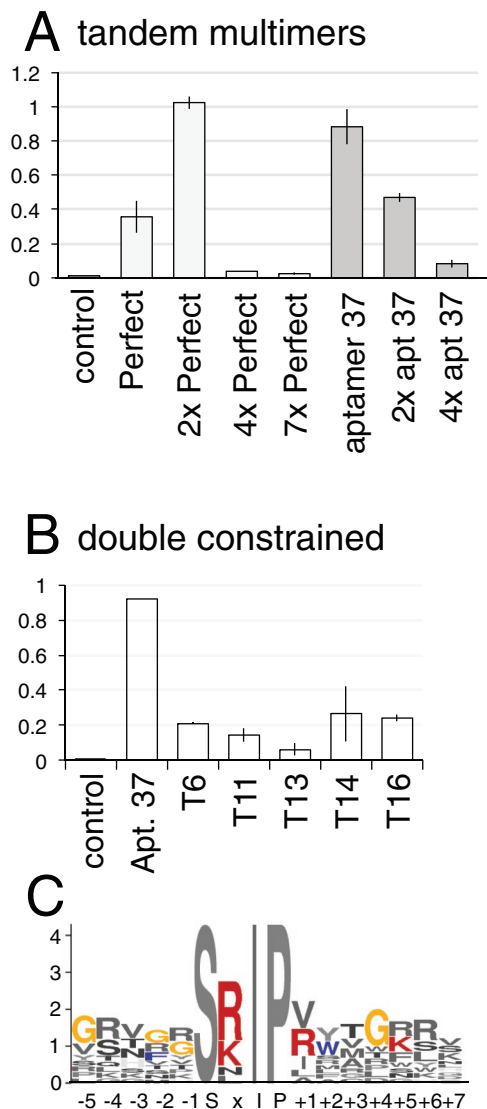 A tandem multimers
1.2
1
0.8
0.6
0.4
0.2
0
control
Perfect
2x Perfect
4x Perfect
7x Perfect
aptamer 37
2x apt 37
4x apt 37
B double constrained
1
0.8
0.6
0.4
0.2
0
control
Apt. 37
T6
T11
T13
T14
T16
C
4
3
2
1
0
-5 -4 -3 -2 -1 S x I P +1 +2 +3 +4 +5 +6 +7